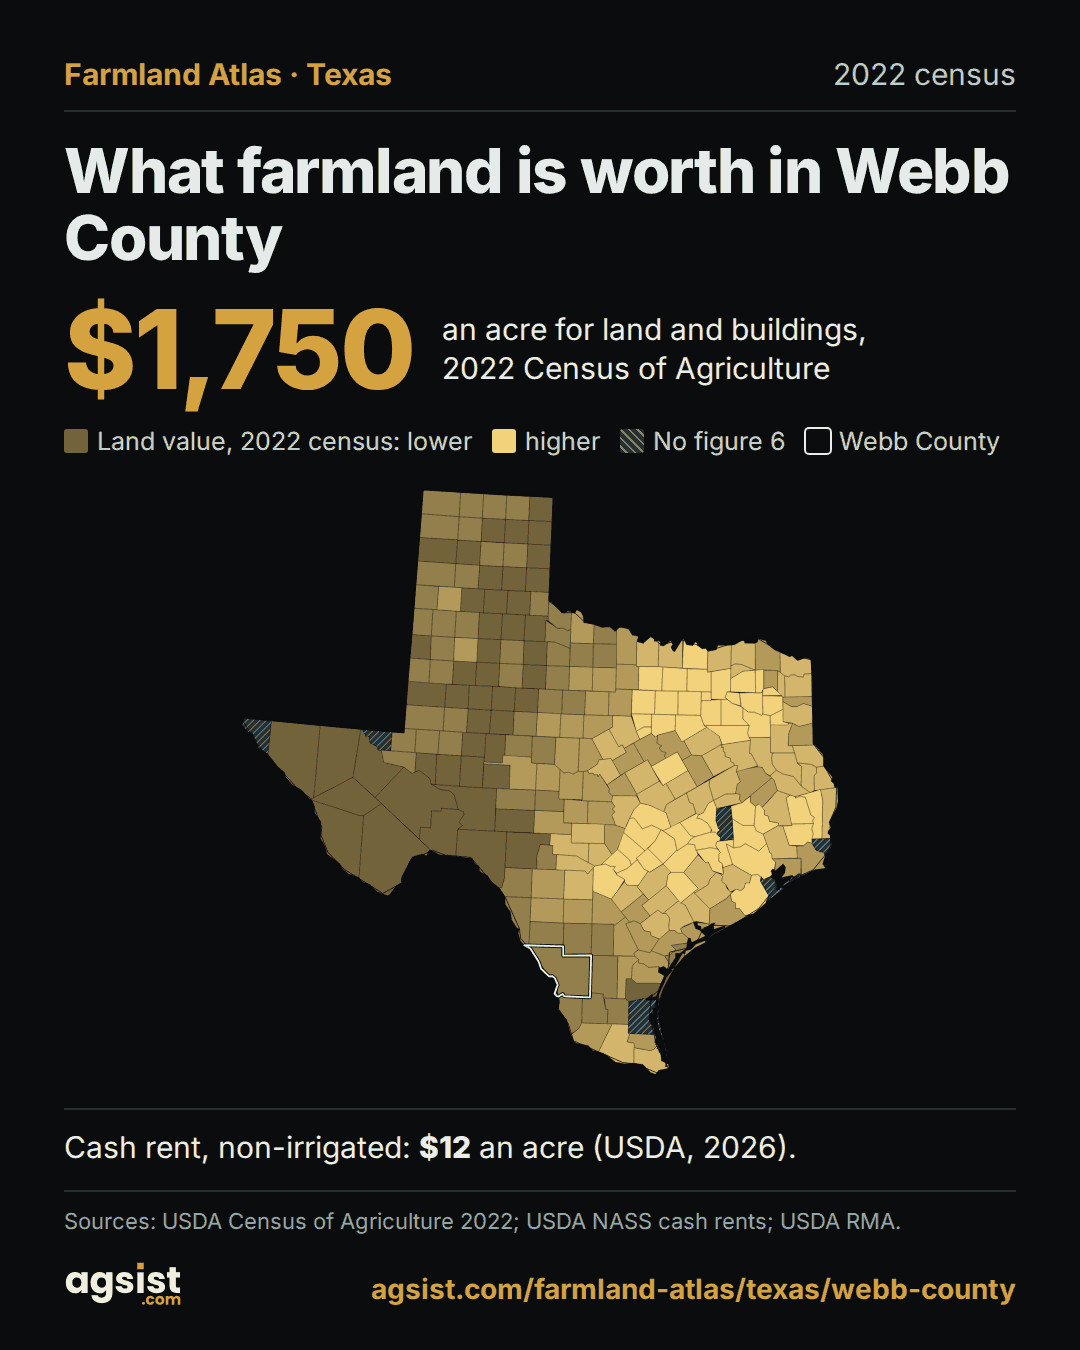 Farmland Atlas · Texas
2022 census
What farmland is worth in Webb
County
$1,750
an acre for land and buildings,
2022 Census of Agriculture
Land value, 2022 census: lower
higher
No figure 6
Webb County
Cash rent, non-irrigated: $12 an acre (USDA, 2026).
Sources: USDA Census of Agriculture 2022; USDA NASS cash rents; USDA RMA.
agsist
.com
agsist.com/farmland-atlas/texas/webb-county